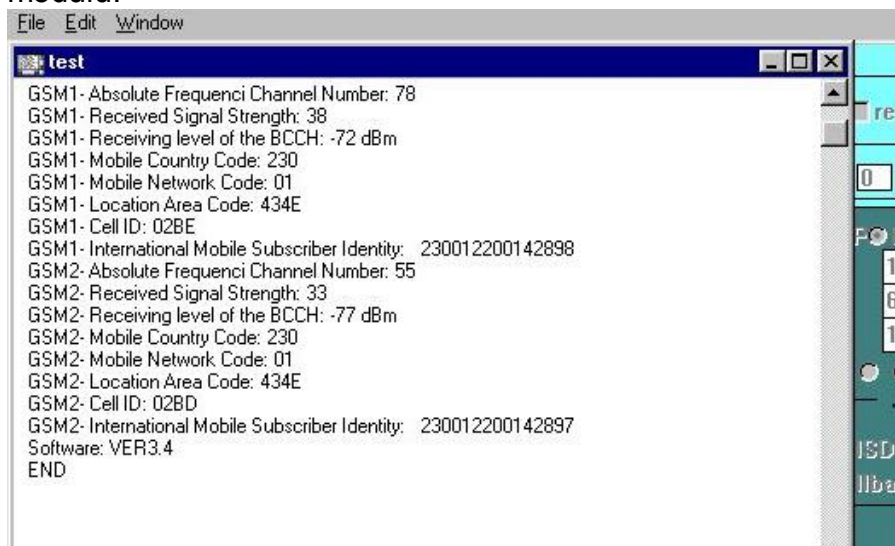 File Edit Window
test
GSM1- Absolute Frequenci Channel Number: 78
GSM1- Received Signal Strength: 38
GSM1- Receiving level of the BCCH: -72 dBm
GSM1- Mobile Country Code: 230
GSM1- Mobile Network Code: 01
GSM1- Location Area Code: 434E
GSM1- Cell ID: 02BE
GSM1- International Mobile Subscriber Identity: 230012200142898
GSM2- Absolute Frequenci Channel Number: 55
GSM2- Received Signal Strength: 33
GSM2- Receiving level of the BCCH: -77 dBm
GSM2- Mobile Country Code: 230
GSM2- Mobile Network Code: 01
GSM2- Location Area Code: 434E
GSM2- Cell ID: 02BD
GSM2- International Mobile Subscriber Identity: 230012200142897
Software: VER3.4
END
re
0
1
1
ISD